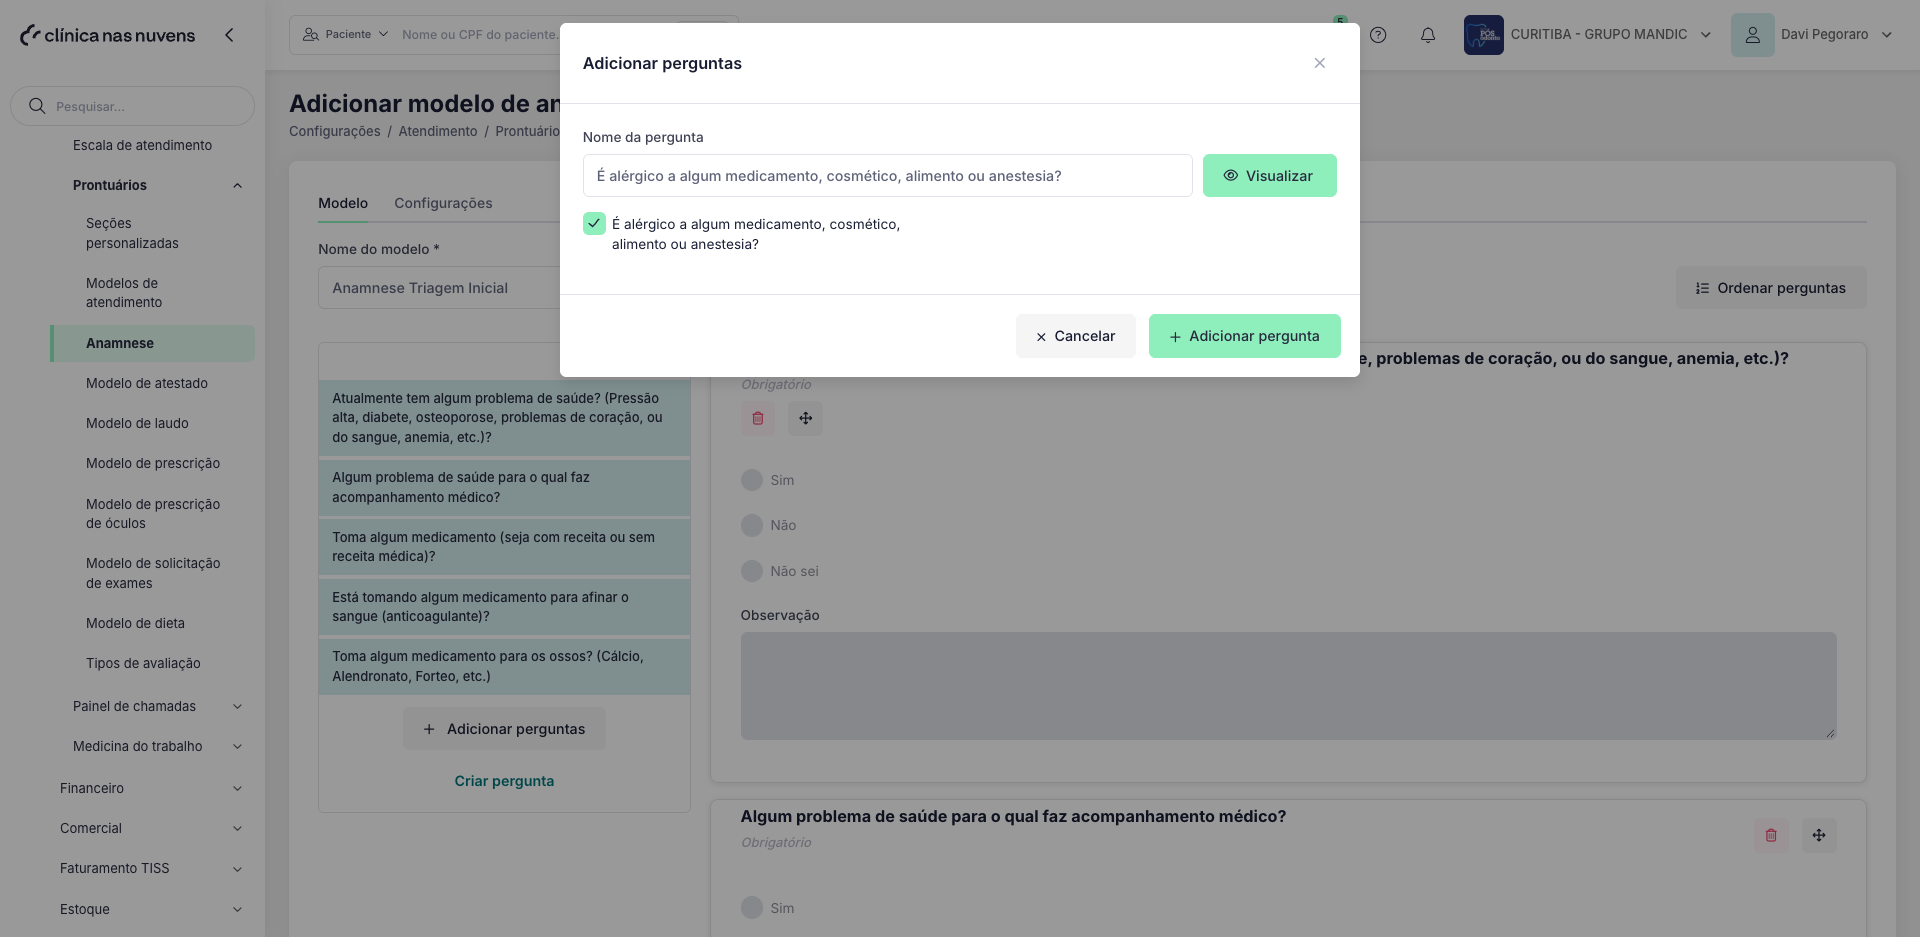 clínica nas nuvens
Paciente
Nome ou CPF do paciente.
5
CURITIBA - GRUPO MANDIC
Davi Pegoraro
Pesquisar...
Escala de atendimento
Prontuários
Seções
personalizadas
Modelos de
atendimento
Anamnese
Modelo de atestado
Modelo de laudo
Modelo de prescrição
Modelo de prescrição
de óculos
Modelo de solicitação
de exames
Modelo de dieta
Tipos de avaliação
Painel de chamadas
Medicina do trabalho
Financeiro
Comercial
Faturamento TISS
Estoque
Adicionar modelo de an
Configurações / Atendimento / Prontuário
Modelo
Configurações
Nome do modelo *
Anamnese Triagem Inicial
Ordenar perguntas
Adicionar perguntas
Nome da pergunta
É alérgico a algum medicamento, cosmético, alimento ou anestesia?
Visualizar
É alérgico a algum medicamento, cosmético,
alimento ou anestesia?
Cancelar
Adicionar pergunta
Atualmente tem algum problema de saúde? (Pressão
alta, diabete, osteoporose, problemas de coração, ou
do sangue, anemia, etc.)?
Algum problema de saúde para o qual faz
acompanhamento médico?
Toma algum medicamento (seja com receita ou sem
receita médica)?
Está tomando algum medicamento para afinar o
sangue (anticoagulante)?
Toma algum medicamento para os ossos? (Cálcio,
Alendronato, Forteo, etc.)
Adicionar perguntas
Criar pergunta
e, problemas de coração, ou do sangue, anemia, etc.)?
Obrigatório
Sim
Não
Não sei
Observação
Algum problema de saúde para o qual faz acompanhamento médico?
Obrigatório
Sim